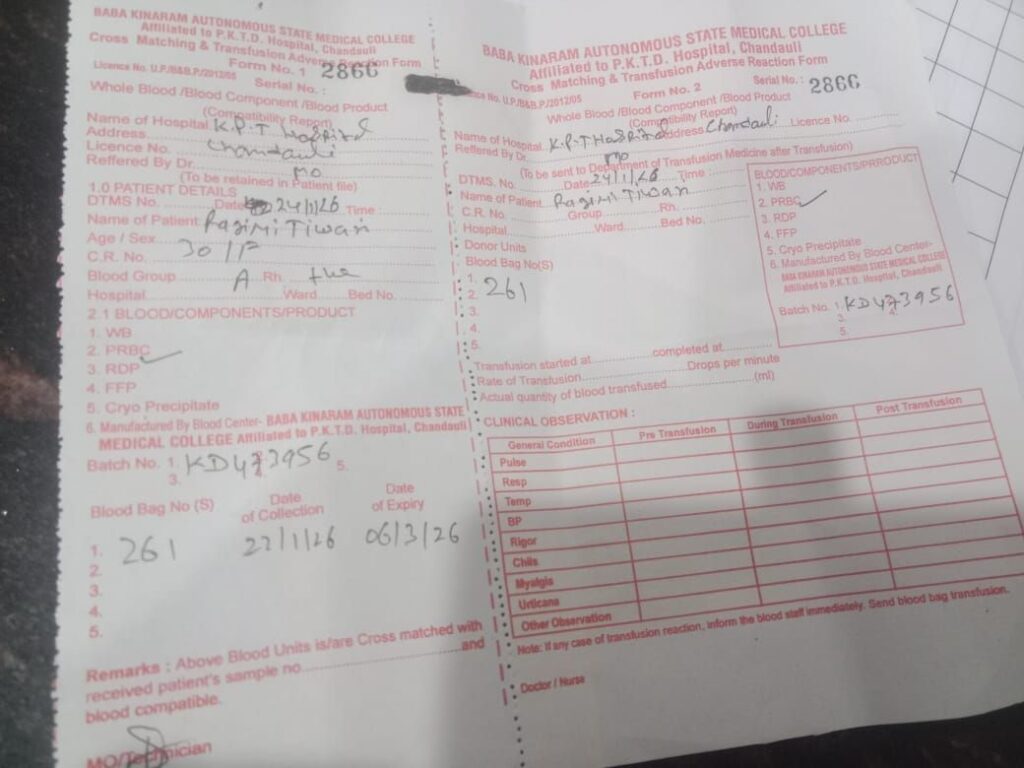 BABA KINARAM AUTONOMOUS STATE MEDICAL COLLEGE
Affiliated to P.K.T.D. Hospital, Chandauli
Cross Matching & Transfusion Adverse Reaction Form
Form No. 1 2866
Licence No. U.P./B&B.P./2012/05 Serial No. :
Whole Blood /Blood Component /Blood Product
(Compatibility Report)
Name of Hospital K.P.T Hospital
Address Chandauli
Licence No.
Reffered By Dr. MO
(To be retained in Patient file)
1.0 PATIENT DETAILS
DTMS No. Date 24/1/26 Time :
Name of Patient Ragini Tiwari
Age / Sex 30/F
C.R. No.
Blood Group A Rh. +ve
Hospital Ward Bed No.
2.1 BLOOD/COMPONENTS/PRODUCT
1. WB
2. PRBC ✓
3. RDP
4. FFP
5. Cryo Precipitate
6. Manufactured By Blood Center- BABA KINARAM AUTONOMOUS STATE
MEDICAL COLLEGE Affiliated to P.K.T.D. Hospital, Chandauli
Batch No. 1. KD473956 5.
3.
Blood Bag No (S) Date of Collection Date of Expiry
1. 261 22/1/26 06/3/26
2.
3.
4.
5.
Remarks : Above Blood Units is/are Cross matched with
received patient's sample no. and
blood compatible.
MO/Technician
BABA KINARAM AUTONOMOUS STATE MEDICAL COLLEGE
Affiliated to P.K.T.D. Hospital, Chandauli
Cross Matching & Transfusion Adverse Reaction Form
No. U.P./B&B.P./2012/05 Form No. 2 Serial No. : 2866
Whole Blood /Blood Component /Blood Product
(Compatibility Report)
Name of Hospital K.P.T Hospital Address Chandauli Licence No.
Reffered By Dr. MO
(To be sent to Department of Transfusion Medicine after Transfusion)
DTMS. No. Date 24/1/26 Time :
Name of Patient Ragini Tiwari
C.R. No. Group Rh.
Hospital Ward Bed No.
Donor Units
Blood Bag No(S)
1.
2. 261
3.
4.
5.
BLOOD/COMPONENTS/PRRODUCT
1. WB
2. PRBC ✓
3. RDP
4. FFP
5. Cryo Precipitate
6. Manufactured By Blood Center-
BABA KINARAM AUTONOMOUS STATE MEDICAL COLLEGE
Affiliated to P.K.T.D. Hospital, Chandauli
Batch No. 1. KD473956
3.
5.
Transfusion started at completed at
Rate of Transfusion Drops per minute
Actual quantity of blood transfused (ml)
CLINICAL OBSERVATION :
General Condition Pre Transfusion During Transfusion Post Transfusion
Pulse
Resp
Temp
BP
Rigor
Chils
Myalgis
Urticana
Other Observation
Note: If any case of transfusion reaction, inform the blood staff immediately. Send blood bag transfusion.
Doctor / Nurse